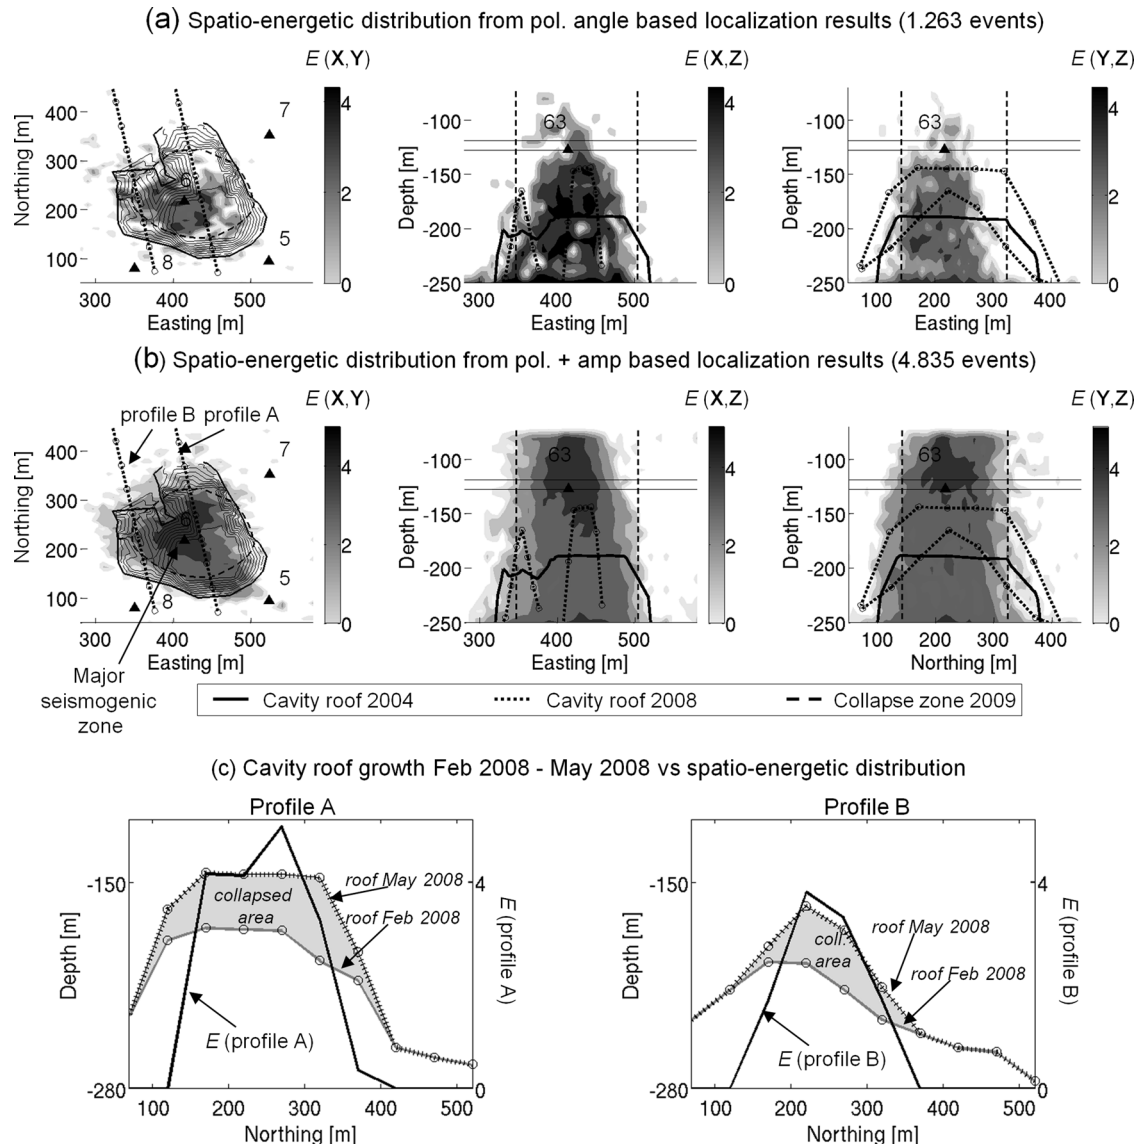 (a) Spatio-energetic distribution from pol. angle based localization results (1.263 events)
E (X,Y) E (X,Z) E (Y,Z)
Northing [m]
400
300
200
100
300 400 500
Easting [m]
7
6
5
8
4
2
0
Depth [m]
-100
-150
-200
-250
63
300 400 500
Easting [m]
4
2
0
Depth [m]
-100
-150
-200
-250
63
100 200 300 400
Easting [m]
4
2
0
(b) Spatio-energetic distribution from pol. + amp based localization results (4.835 events)
E (X,Y) E (X,Z) E (Y,Z)
profile B profile A
Northing [m]
400
300
200
100
300 400 500
Easting [m]
7
6
5
8
Major
seismogenic
zone
4
2
0
Depth [m]
-100
-150
-200
-250
63
300 400 500
Easting [m]
4
2
0
Depth [m]
-100
-150
-200
-250
63
100 200 300 400
Northing [m]
4
2
0
Cavity roof 2004 Cavity roof 2008 Collapse zone 2009
(c) Cavity roof growth Feb 2008 - May 2008 vs spatio-energetic distribution
Profile A
Depth [m]
-150
-280
collapsed
area
roof May 2008
roof Feb 2008
E (profile A)
100 200 300 400 500
Northing [m]
4
0
E (profile A)
Profile B
Depth [m]
-150
-280
coll.
area
roof May 2008
roof Feb 2008
E (profile B)
100 200 300 400 500
Northing [m]
4
0
E (profile B)